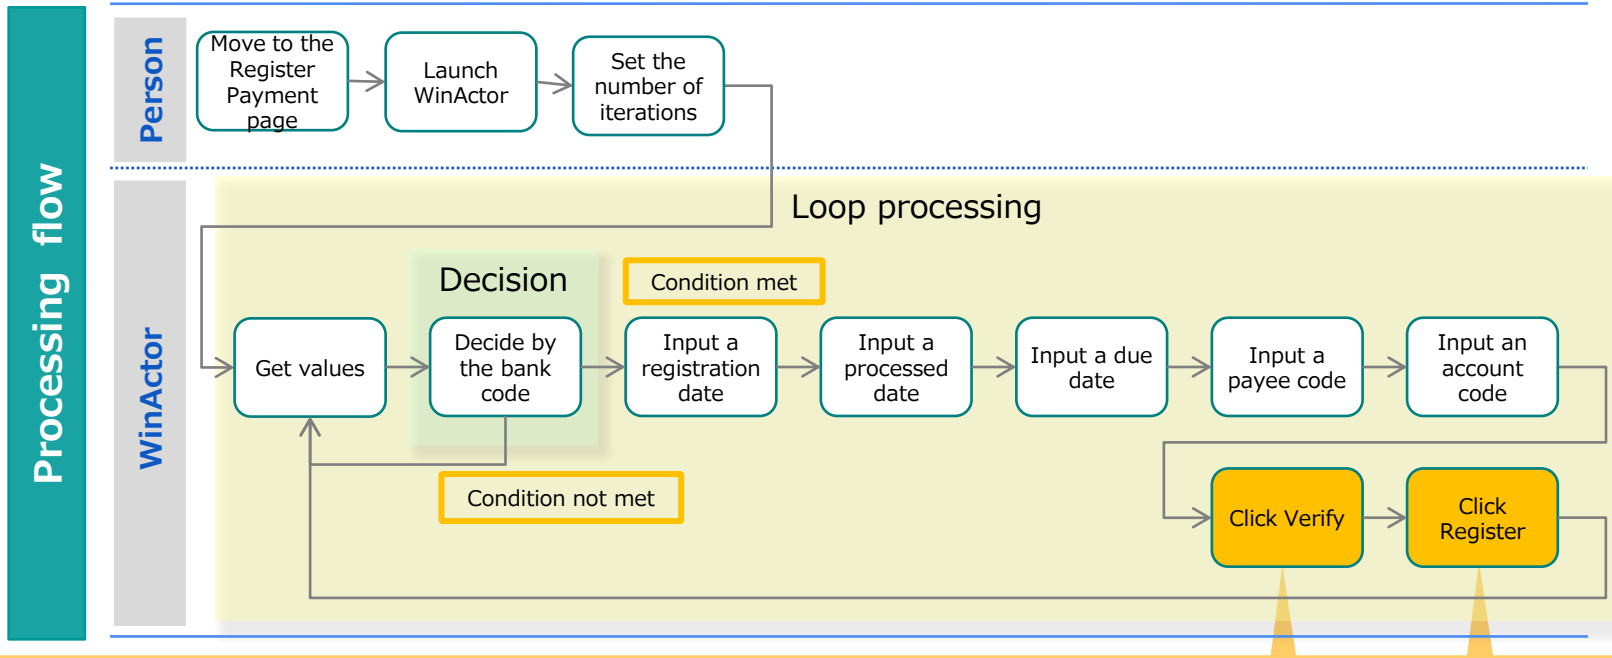 Processing flow
Person
Move to the
Register
Payment
page
Launch
WinActor
Set the
number of
iterations
WinActor
Loop processing
Decision
Condition met
Get values
Decide by
the bank
code
Input a
registration
date
Input a
processed
date
Input a due
date
Input a
payee code
Input an
account
code
Condition not met
Click Verify
Click
Register